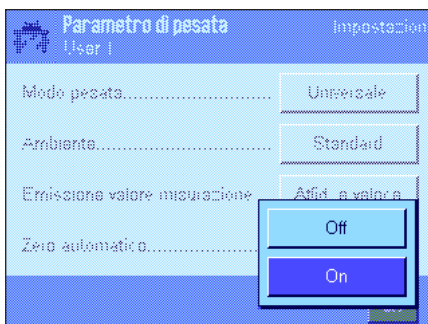 Parametro di pesata
User 1
Impostazion
Modo pesata
Universale
Ambiente
Standard
Emissione valore misurazione
Affid. e veloce
Zero automatico
Off
On